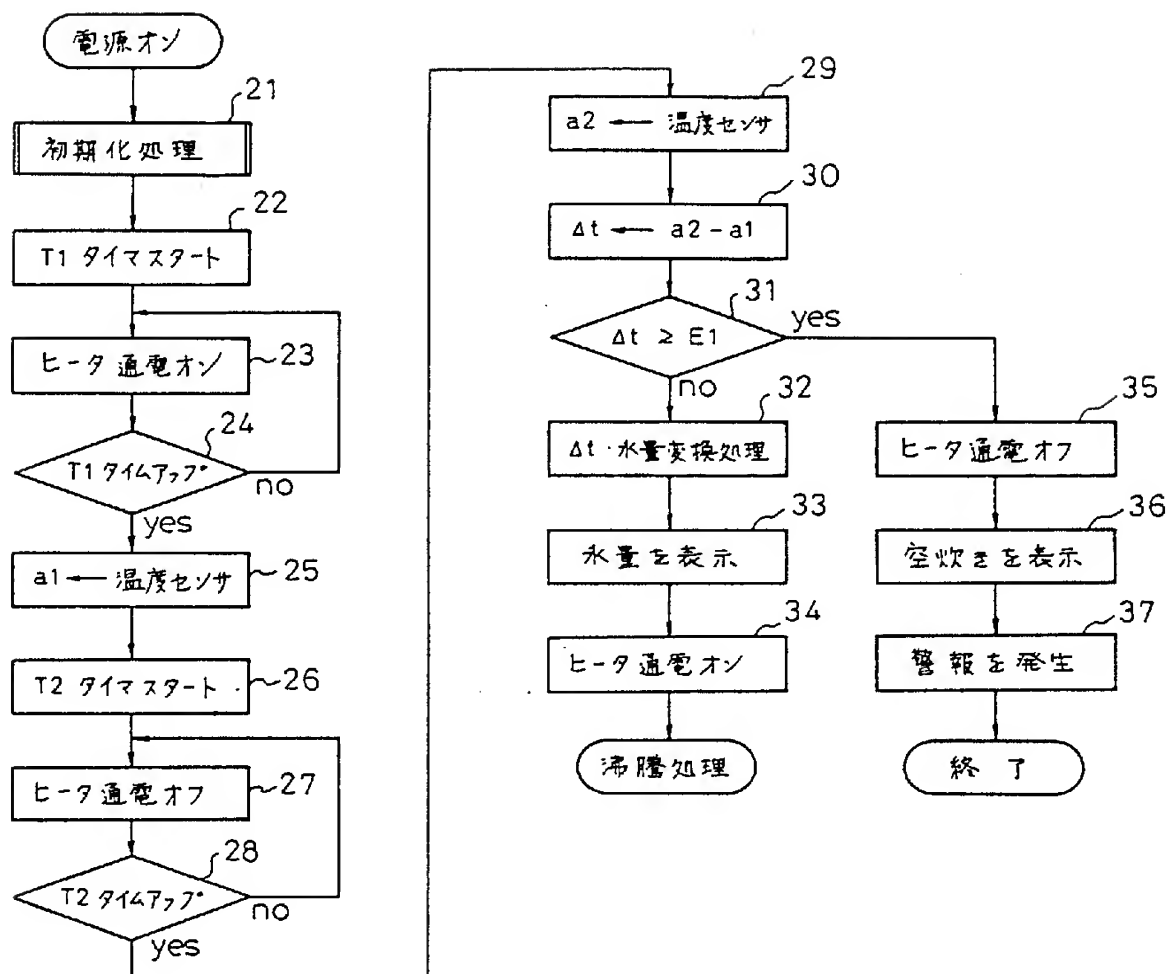 電源オン
21
初期化処理
22
T1 タイマスタート
ヒータ通電オン
23
24
T1 タイムアップ
no
yes
a1 ← 温度センサ
25
T2 タイマスタート
26
ヒータ通電オフ
27
28
T2 タイムアップ
no
yes
29
a2 ← 温度センサ
30
Δt ← a2-a1
31
Δt ≥ E1
yes
no
32
Δt・水量変換処理
33
水量を表示
34
ヒータ通電オン
沸騰処理
35
ヒータ通電オフ
36
空炊きを表示
37
警報を発生
終了